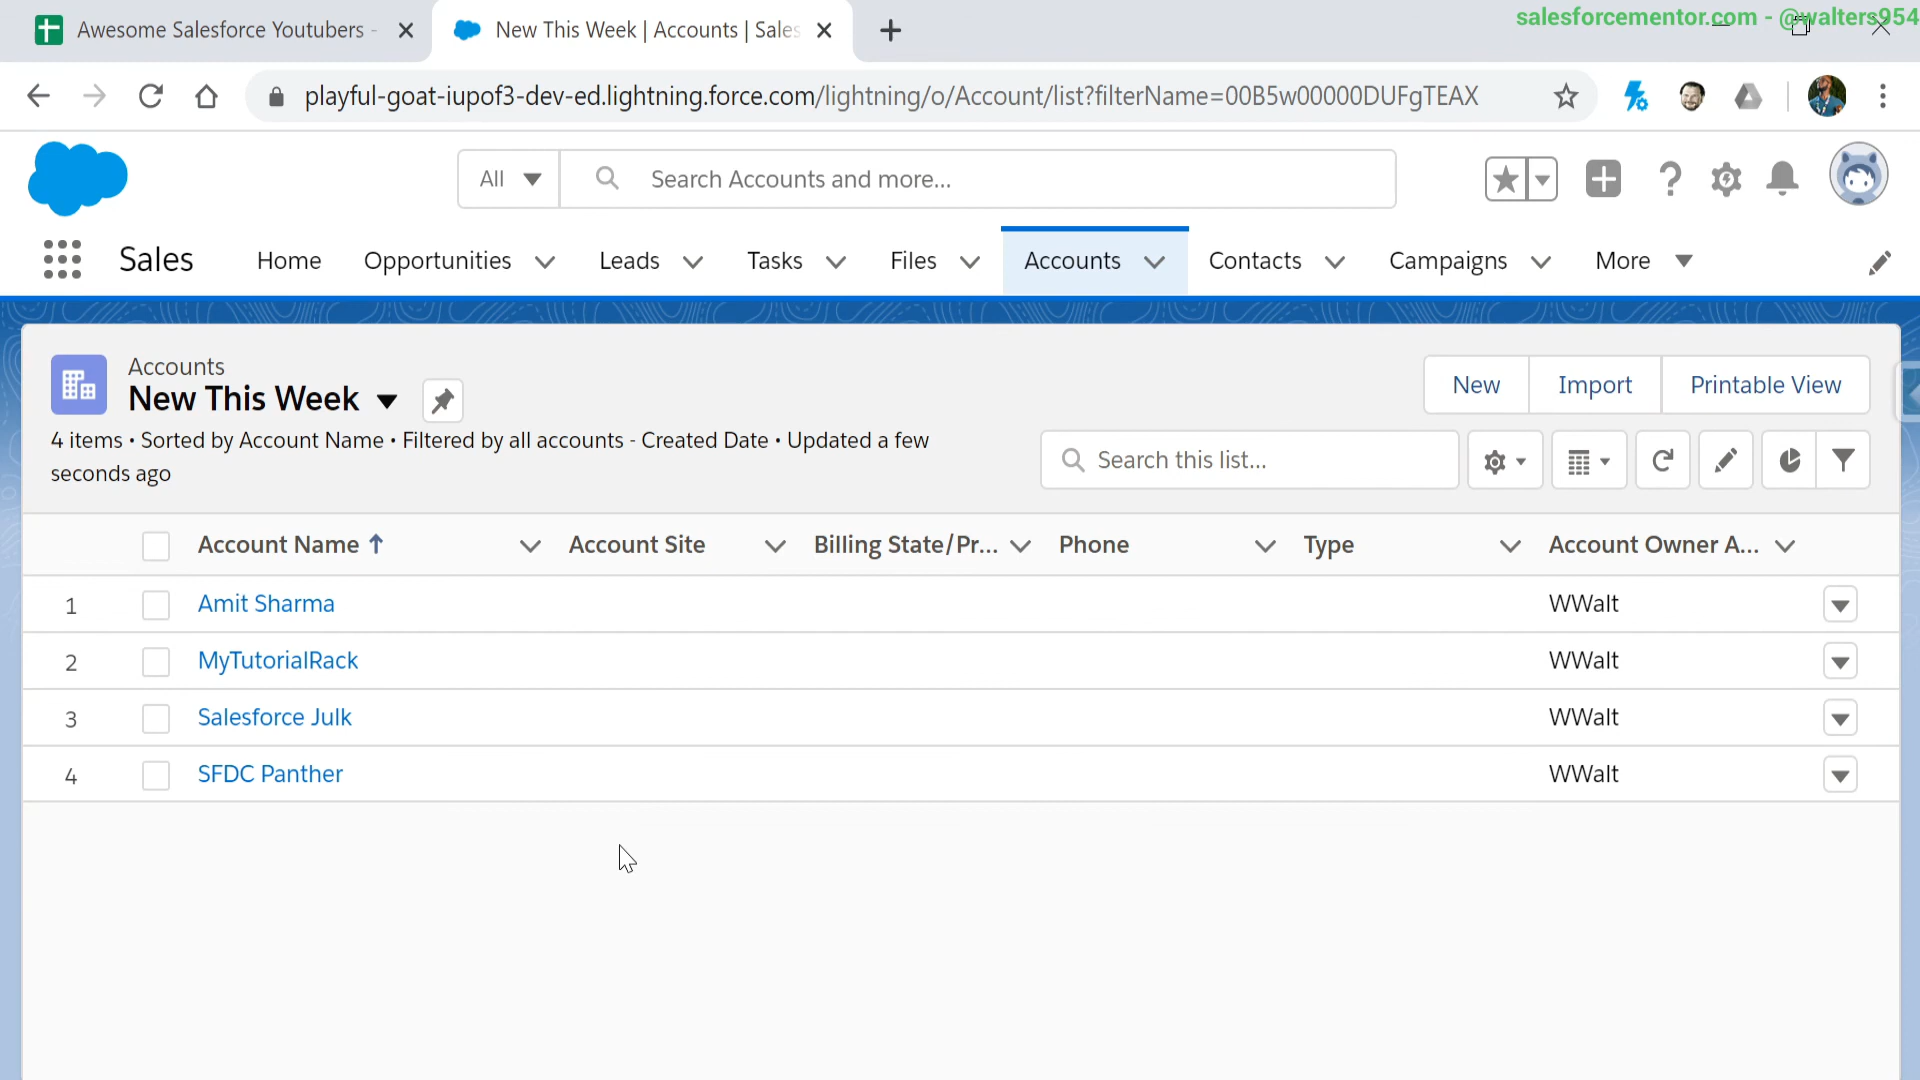 salesforcementor.com - @walters954
Awesome Salesforce Youtubers -
New This Week | Accounts | Sales
playful-goat-iupof3-dev-ed.lightning.force.com/lightning/o/Account/list?filterName=00B5w00000DUFgTEAX
All
Search Accounts and more...
Sales
Home
Opportunities
Leads
Tasks
Files
Accounts
Contacts
Campaigns
More
Accounts
New This Week
New
Import
Printable View
4 items • Sorted by Account Name • Filtered by all accounts - Created Date • Updated a few
seconds ago
Search this list...
Account Name
Account Site
Billing State/Pr...
Phone
Type
Account Owner A...
1 Amit Sharma WWalt
2 MyTutorialRack WWalt
3 Salesforce Julk WWalt
4 SFDC Panther WWalt